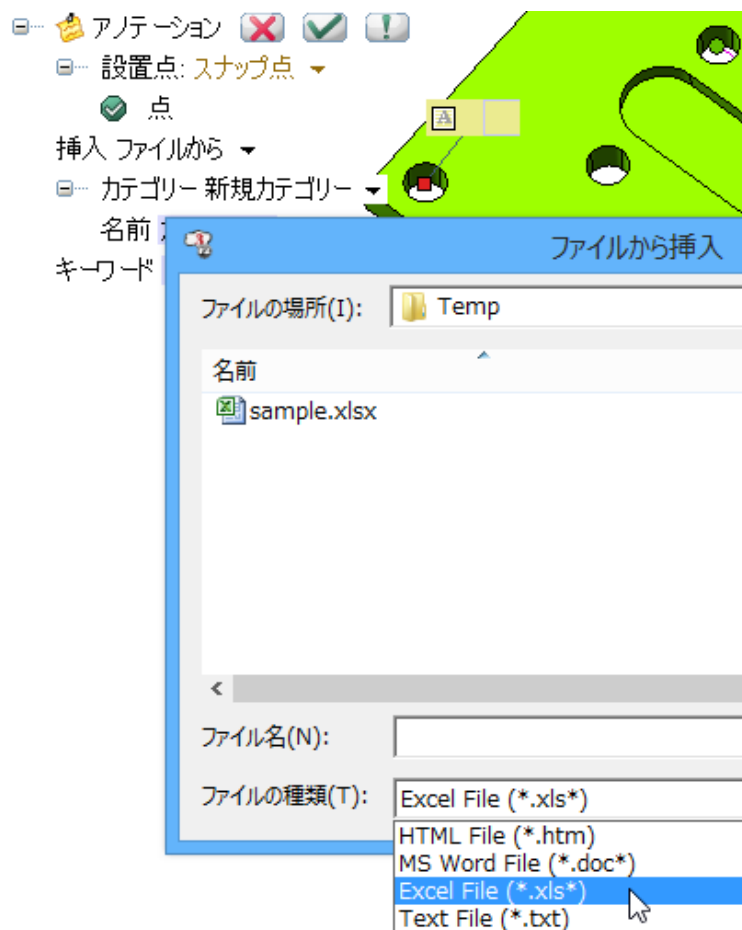 アノテーション
設置点: スナップ点
点
挿入 ファイルから
A
カテゴリー 新規カテゴリー
名前
キーワード
ファイルから挿入
ファイルの場所(I):
Temp
名前
sample.xlsx
ファイル名(N):
ファイルの種類(T):
Excel File (*.xls*)
HTML File (*.htm)
MS Word File (*.doc*)
Excel File (*.xls*)
Text File (*.txt)